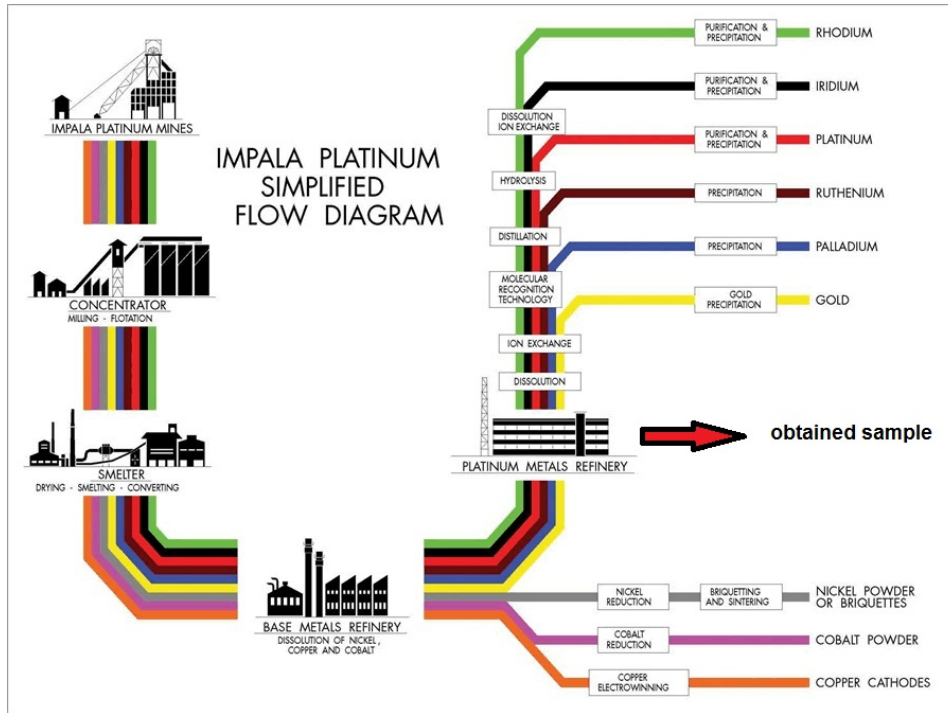 IMPALA PLATINUM MINES
IMPALA PLATINUM
SIMPLIFIED
FLOW DIAGRAM
CONCENTRATOR
MILLING - FLOTATION
SMELTER
DRYING - SMELTING - CONVERTING
BASE METALS REFINERY
DISSOLUTION OF NICKEL,
COPPER AND COBALT
PURIFICATION &
PRECIPITATION
RHODIUM
PURIFICATION &
PRECIPITATION
IRIDIUM
DISSOLUTION
ION EXCHANGE
PURIFICATION &
PRECIPITATION
PLATINUM
HYDROLYSIS
PRECIPITATION
RUTHENIUM
DISTILLATION
PRECIPITATION
PALLADIUM
MOLECULAR
RECOGNITION
TECHNOLOGY
GOLD
PRECIPITATION
GOLD
ION EXCHANGE
DISSOLUTION
PLATINUM METALS REFINERY
obtained sample
NICKEL
REDUCTION
BRIQUETTING
AND SINTERING
NICKEL POWDER
OR BRIQUETTES
COBALT
REDUCTION
COBALT POWDER
COPPER
ELECTROWINNING
COPPER CATHODES